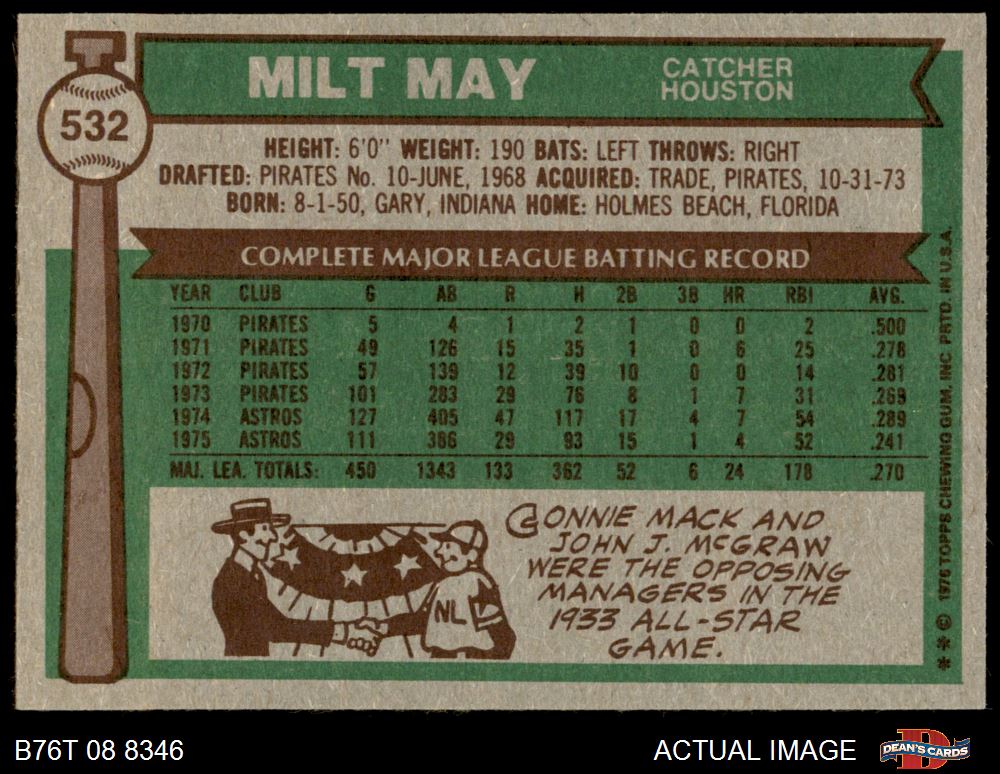 MILT MAY
CATCHER
HOUSTON
532
HEIGHT: 6'0" WEIGHT: 190 BATS: LEFT THROWS: RIGHT
DRAFTED: PIRATES No. 10-JUNE, 1968 ACQUIRED: TRADE, PIRATES, 10-31-73
BORN: 8-1-50, GARY, INDIANA HOME: HOLMES BEACH, FLORIDA
COMPLETE MAJOR LEAGUE BATTING RECORD
YEAR CLUB G AB R H 2B 3B HR RBI AVG.
1970 PIRATES 5 4 1 2 1 0 0 2 .500
1971 PIRATES 49 126 15 35 1 0 6 25 .278
1972 PIRATES 57 139 12 39 10 0 0 14 .281
1973 PIRATES 101 283 29 76 8 1 7 31 .269
1974 ASTROS 127 405 47 117 17 4 7 54 .289
1975 ASTROS 111 386 29 93 15 1 4 52 .241
MAJ. LEA. TOTALS: 450 1343 133 362 52 6 24 178 .270
CONNIE MACK AND
JOHN J. McGRAW
WERE THE OPPOSING
MANAGERS IN THE
1933 ALL-STAR
GAME.
NL
** © 1976 TOPPS CHEWING GUM, INC. PRTD. IN U.S.A.
B76T 08 8346
ACTUAL IMAGE
DEAN'S CARDS